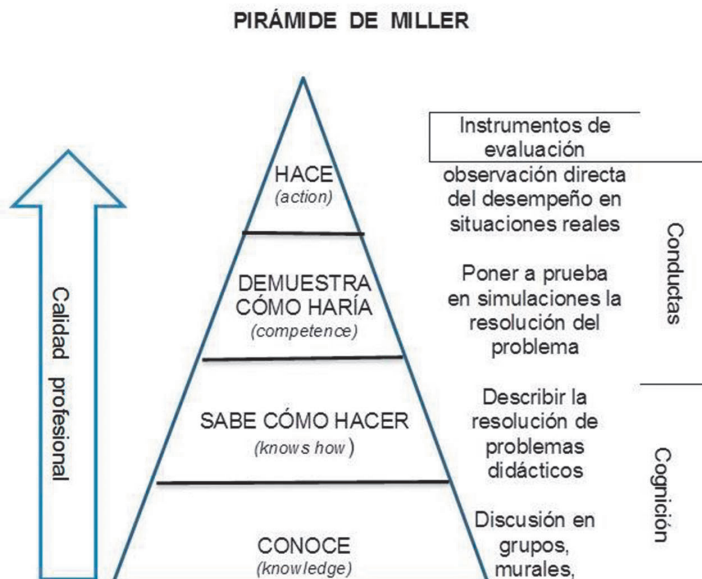 PIRÁMIDE DE MILLER
Instrumentos de
evaluación
HACE
(action)
observación directa
del desempeño en
situaciones reales
DEMUESTRA
CÓMO HARÍA
(competence)
Poner a prueba
en simulaciones la
resolución del
problema
Conductas
SABE CÓMO HACER
(knows how)
Describir la
resolución de
problemas
didácticos
CONOCE
(knowledge)
Discusión en
grupos,
murales,
Cognición
Calidad profesional